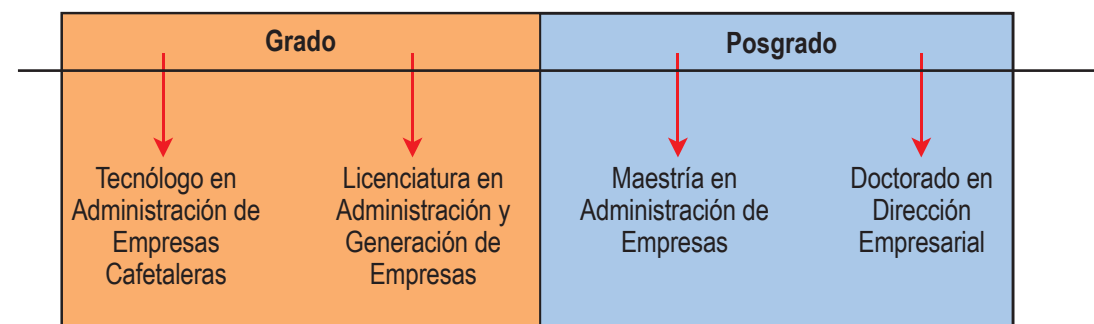 Grado
Posgrado
Tecnólogo en
Administración de
Empresas
Cafetaleras
Licenciatura en
Administración y
Generación de
Empresas
Maestría en
Administración de
Empresas
Doctorado en
Dirección
Empresarial